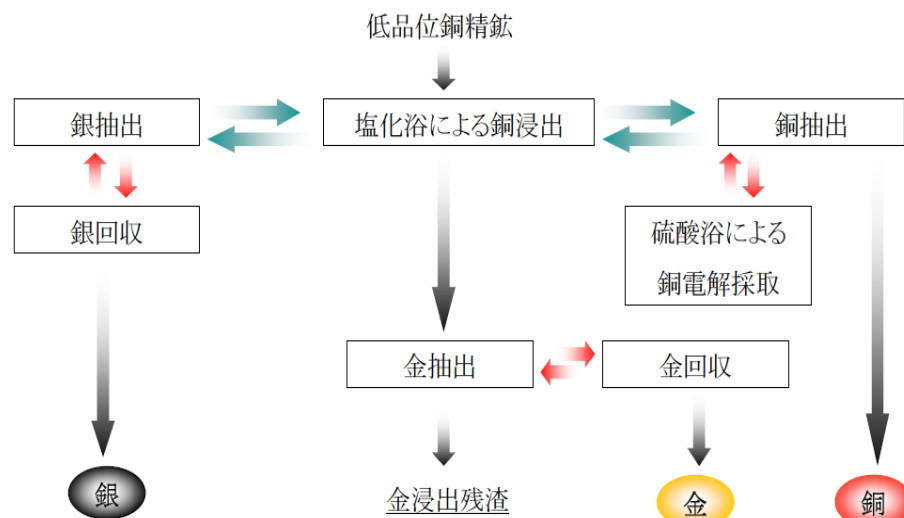 低品位銅精鉱
銀抽出
塩化浴による銅浸出
銅抽出
銀回収
硫酸浴による
銅電解採取
金抽出
金回収
銀
金浸出残渣
金
銅